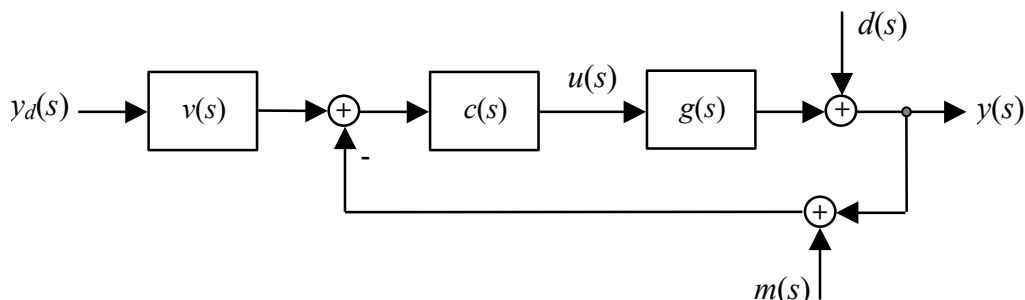 d(s)
u(s)
y_d(s) v(s) + c(s) g(s) + y(s)
-
+
m(s)